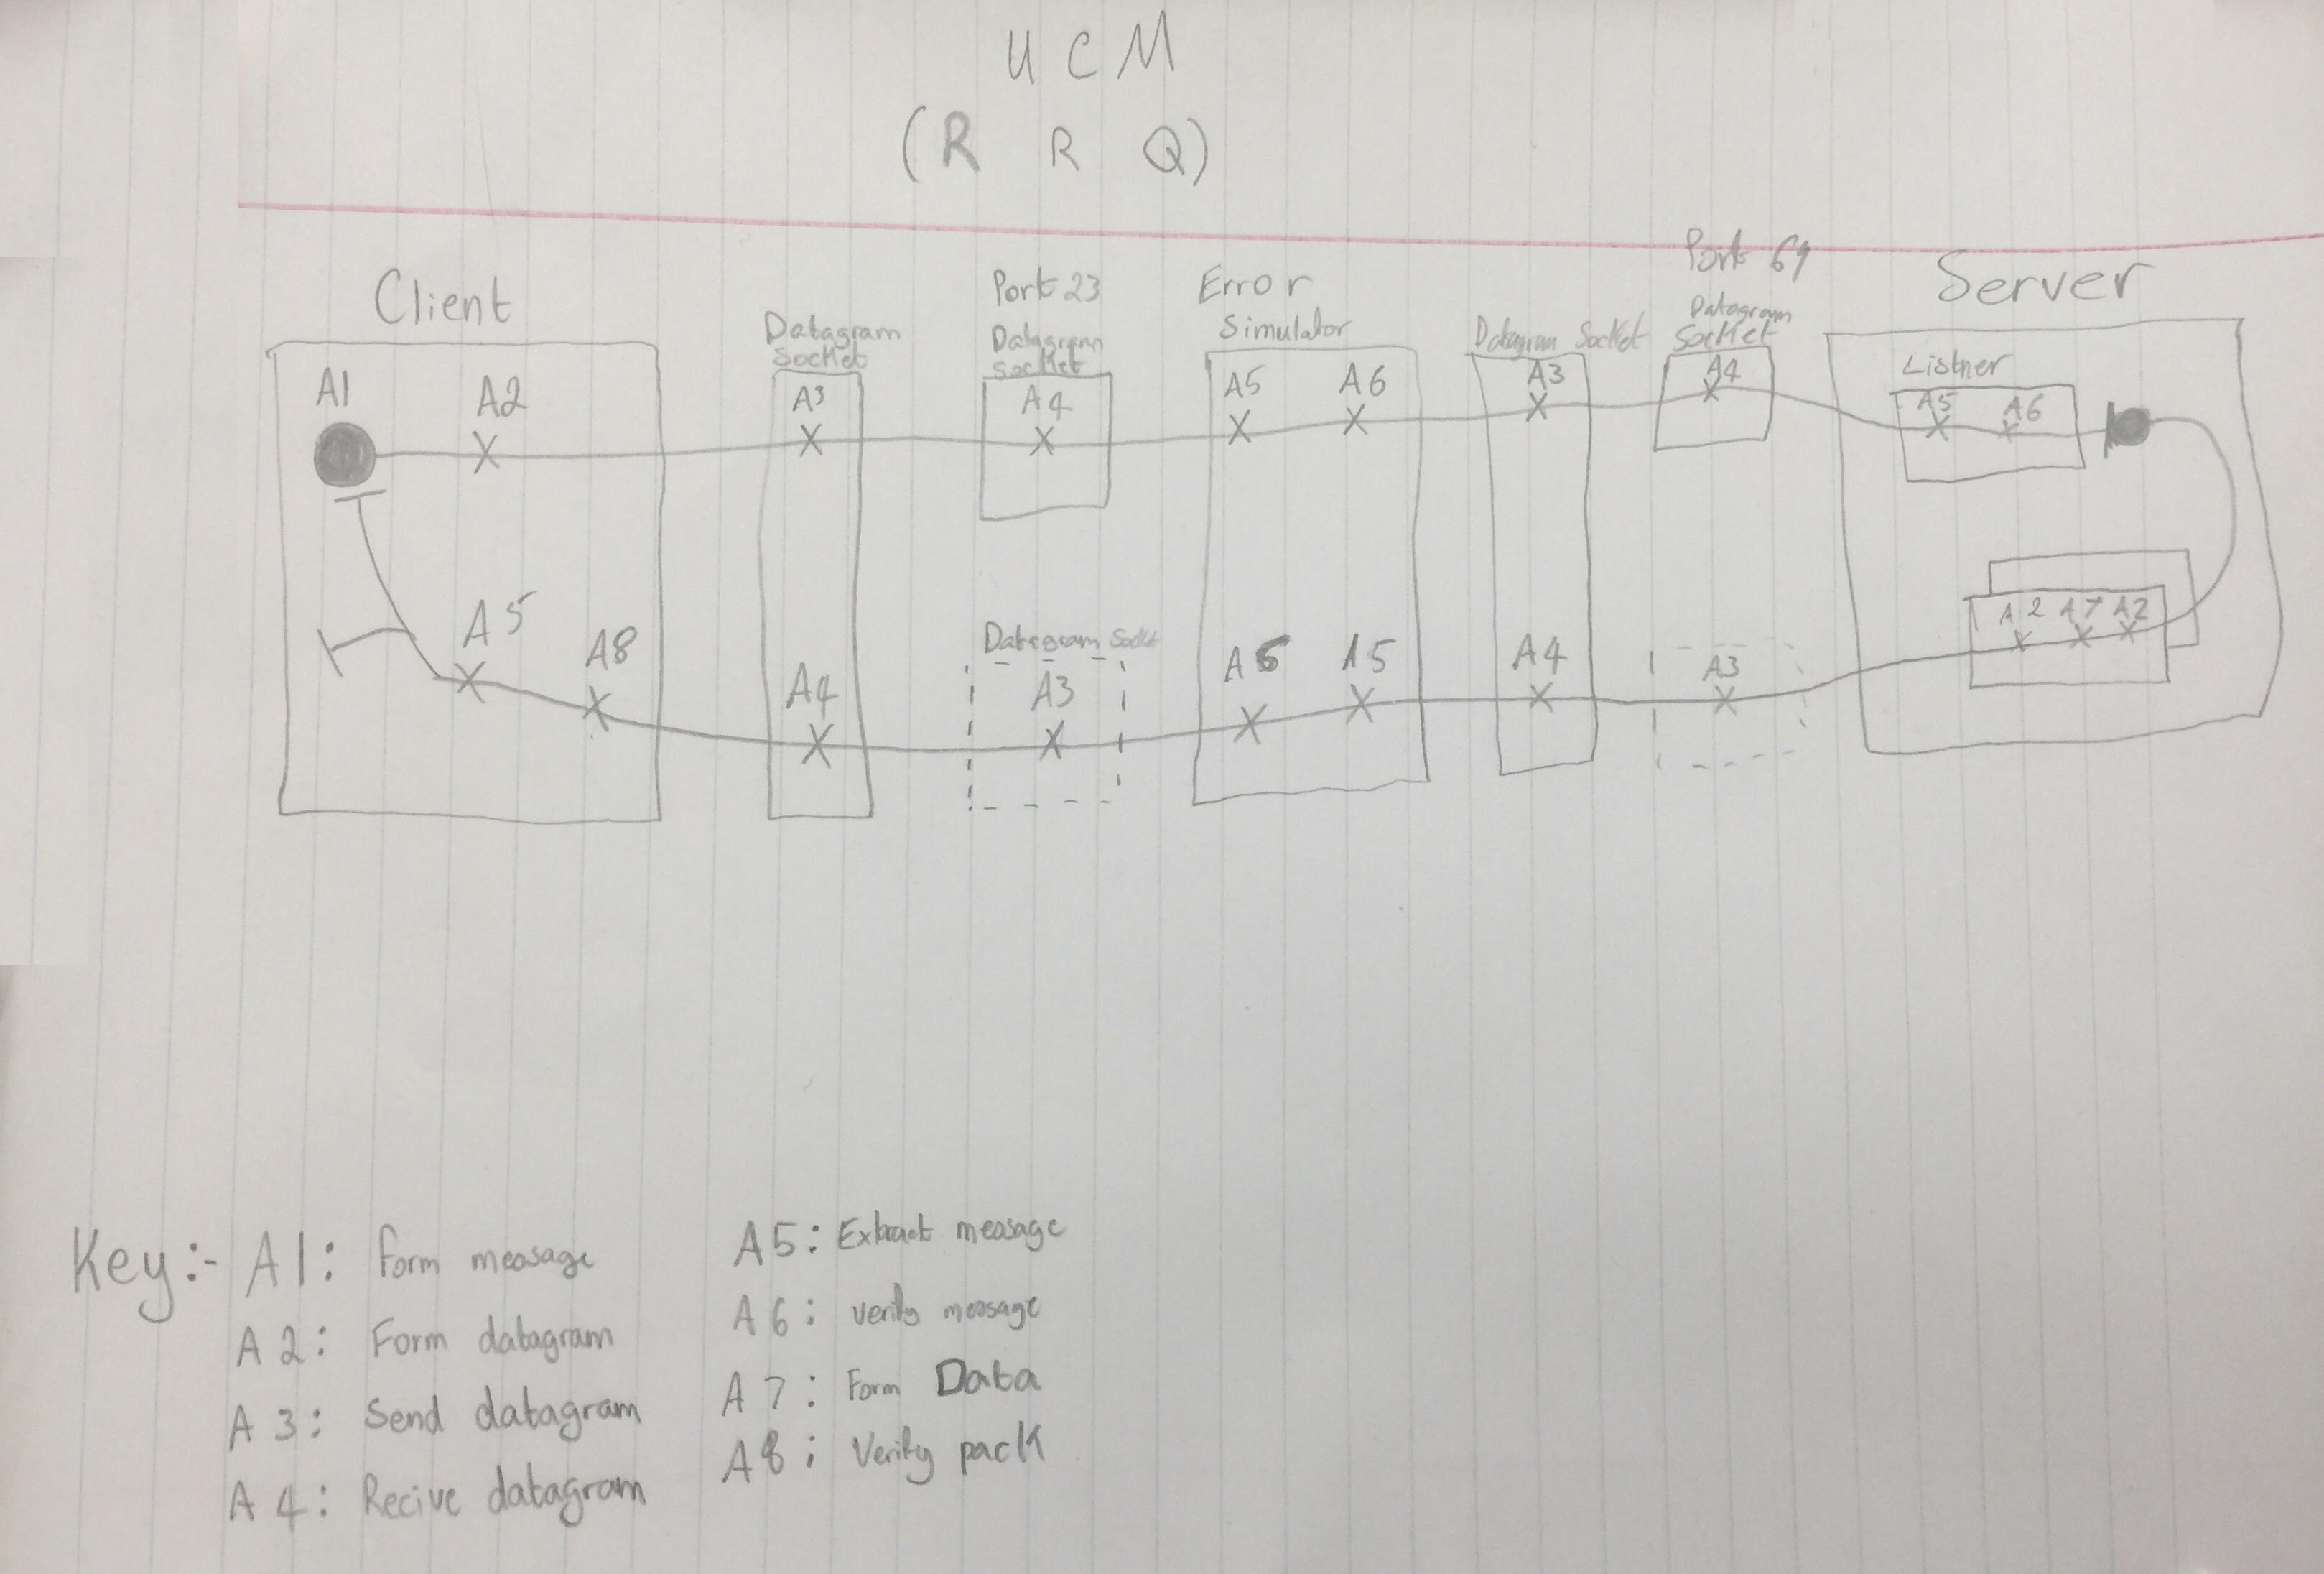 U C M
(R R Q)
Client
Datagram
Socket
Port 23
Datagram
Socket
Error
Simulator
Datagram Socket
Port 69
Datagram
Socket
Server
Listner
A1 A2 A3 A4 A5 A6 A3 A4 A5 A6
Datagram Socket
A5 A8 A4 A3 A6 A5 A4 A3 A2 A7 A2
Key:- A1: Form message
A2: Form datagram
A3: Send datagram
A4: Recive datagram
A5: Extract message
A6: verify message
A7: Form Data
A8: Verify pack